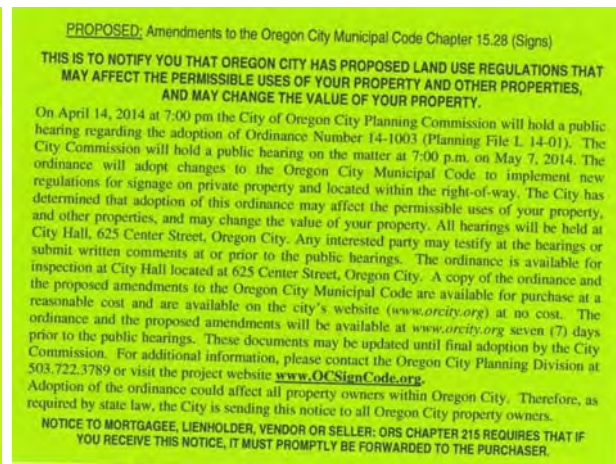 PROPOSED: Amendments to the Oregon City Municipal Code Chapter 15.28 (Signs)
THIS IS TO NOTIFY YOU THAT OREGON CITY HAS PROPOSED LAND USE REGULATIONS THAT
MAY AFFECT THE PERMISSIBLE USES OF YOUR PROPERTY AND OTHER PROPERTIES,
AND MAY CHANGE THE VALUE OF YOUR PROPERTY.
On April 14, 2014 at 7:00 pm the City of Oregon City Planning Commission will hold a public
hearing regarding the adoption of Ordinance Number 14-1003 (Planning File L 14-01). The
City Commission will hold a public hearing on the matter at 7:00 p.m. on May 7, 2014. The
ordinance will adopt changes to the Oregon City Municipal Code to implement new
regulations for signage on private property and located within the right-of-way. The City has
determined that adoption of this ordinance may affect the permissible uses of your property,
and other properties, and may change the value of your property. All hearings will be held at
City Hall, 625 Center Street, Oregon City. Any interested party may testify at the hearings or
submit written comments at or prior to the public hearings. The ordinance is available for
inspection at City Hall located at 625 Center Street, Oregon City. A copy of the ordinance and
the proposed amendments to the Oregon City Municipal Code are available for purchase at a
reasonable cost and are available on the city's website (www.orcity.org) at no cost. The
ordinance and the proposed amendments will be available at www.orcity.org seven (7) days
prior to the public hearings. These documents may be updated until final adoption by the City
Commission. For additional information, please contact the Oregon City Planning Division at
503.722.3789 or visit the project website www.OCSignCode.org.
Adoption of the ordinance could affect all property owners within Oregon City. Therefore, as
required by state law, the City is sending this notice to all Oregon City property owners.
NOTICE TO MORTGAGEE, LIENHOLDER, VENDOR OR SELLER: ORS CHAPTER 215 REQUIRES THAT IF
YOU RECEIVE THIS NOTICE, IT MUST PROMPTLY BE FORWARDED TO THE PURCHASER.